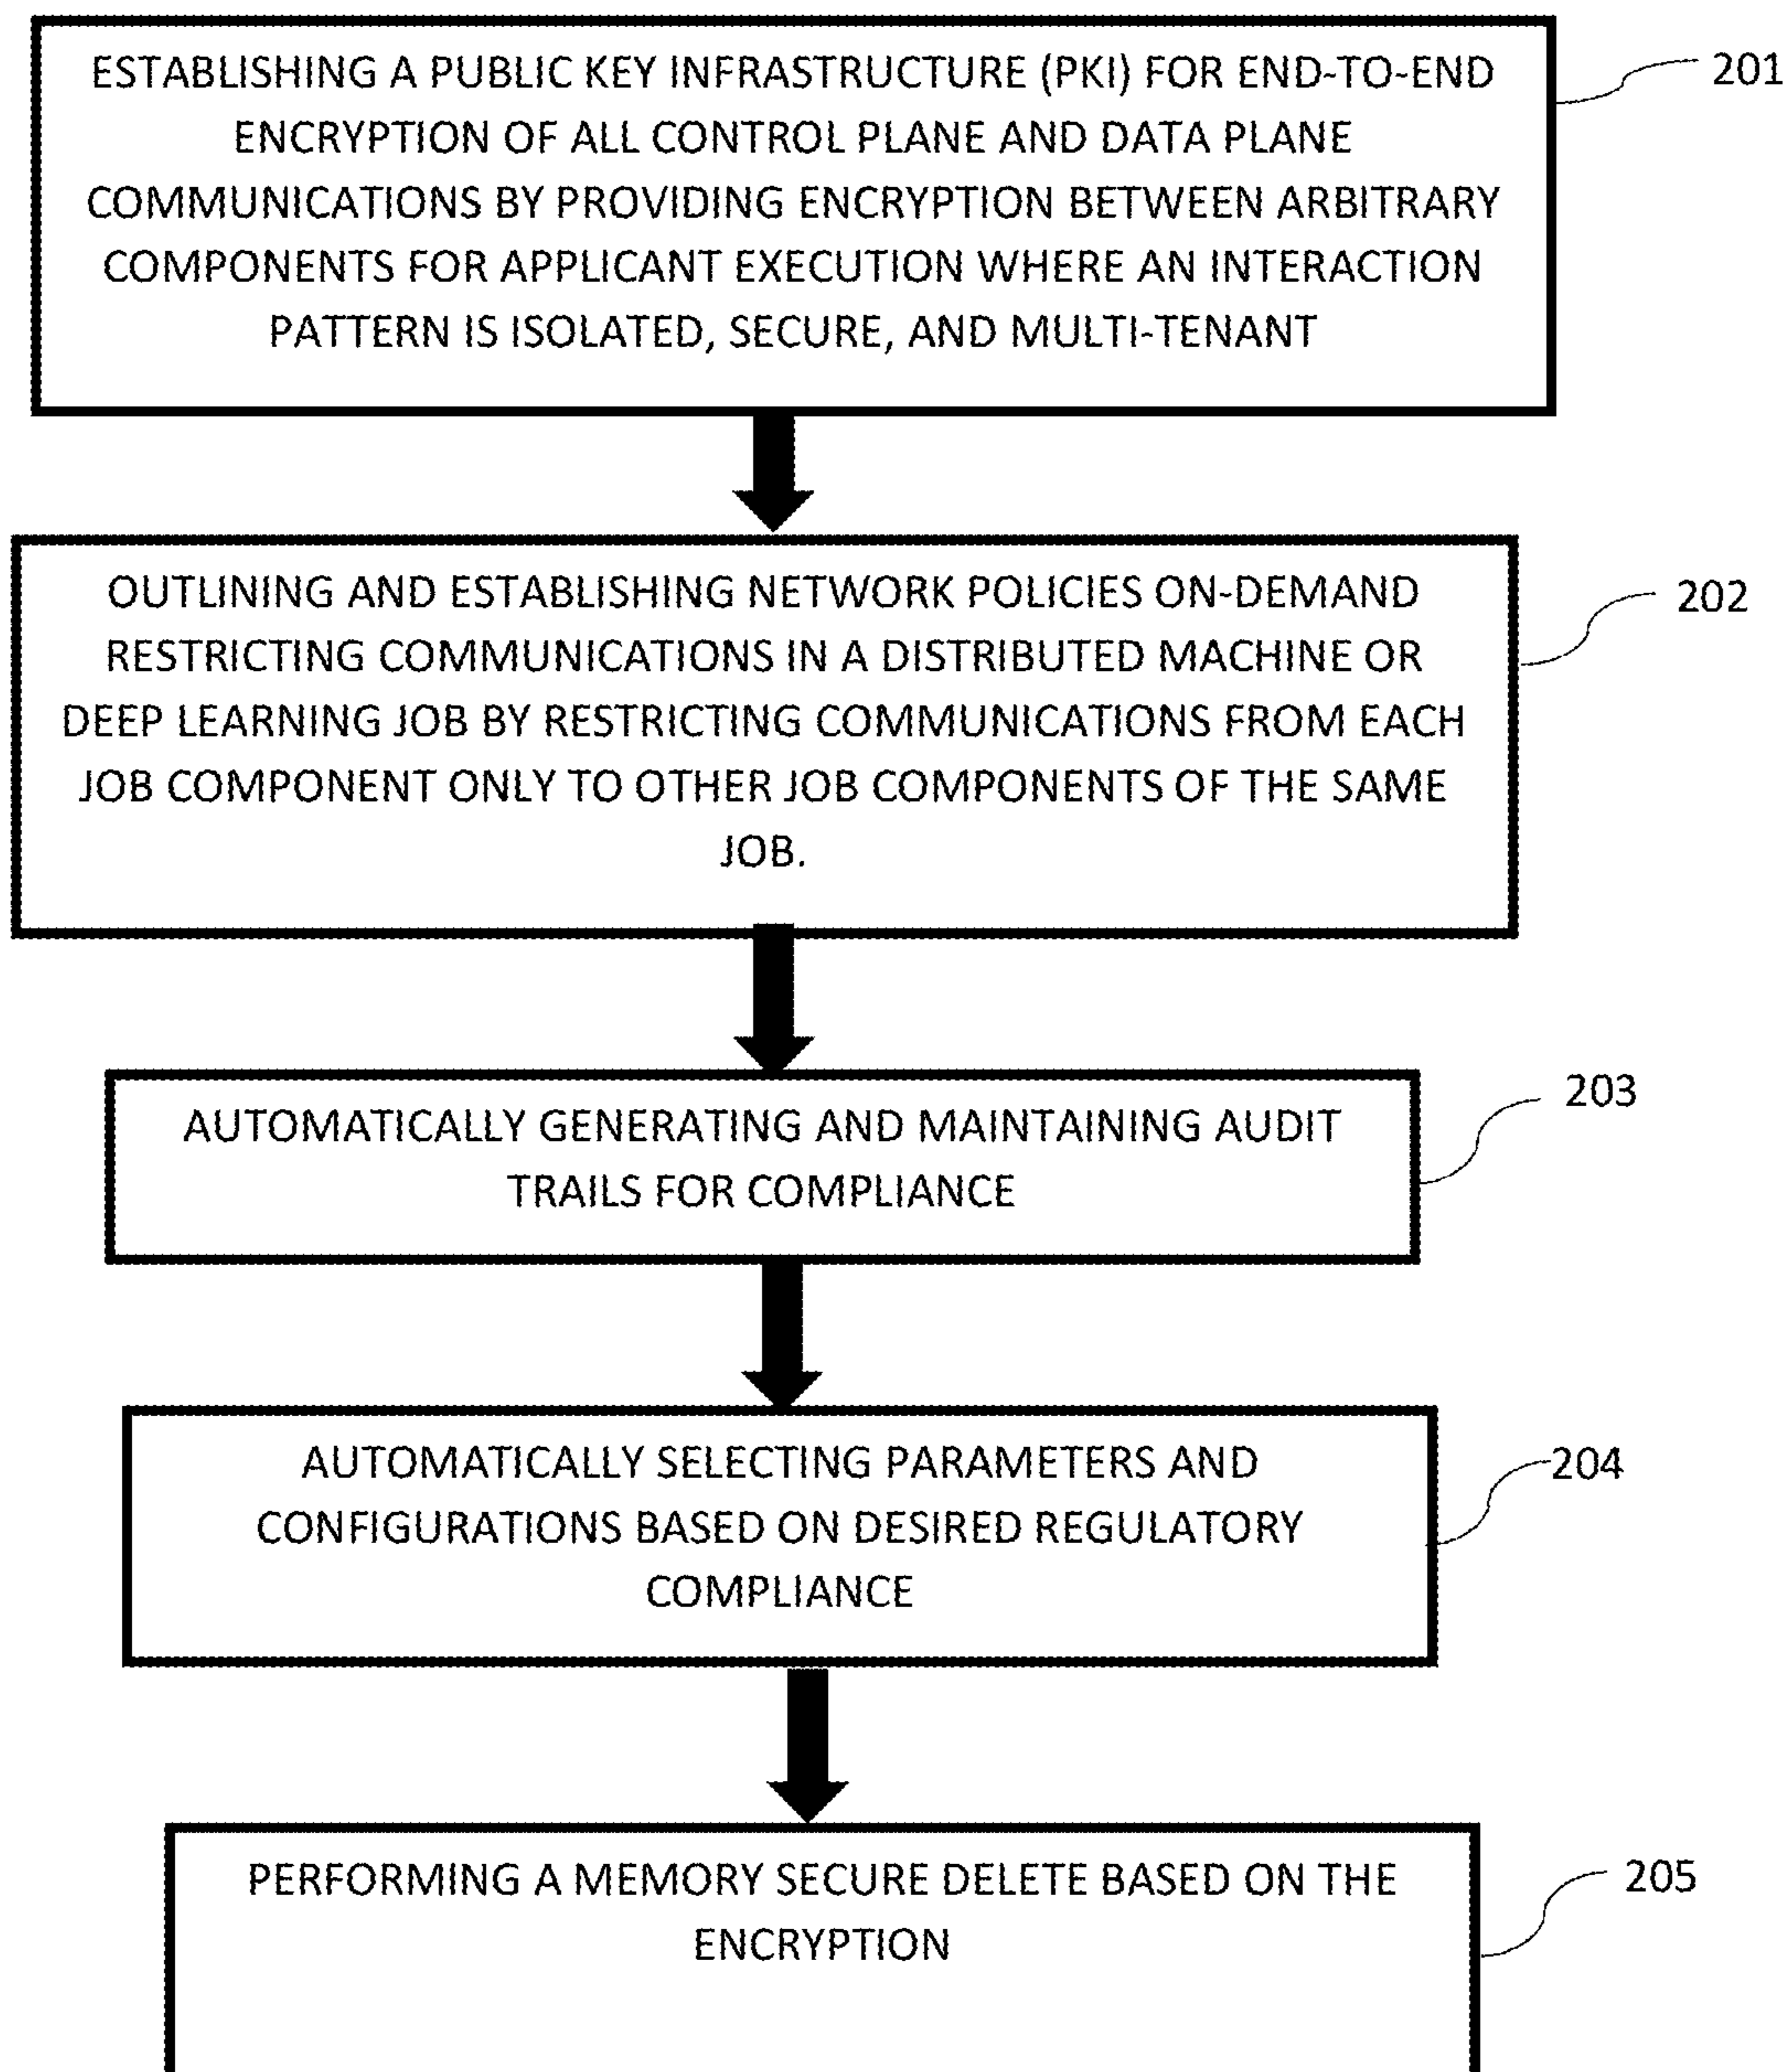 ESTABLISHING A PUBLIC KEY INFRASTRUCTURE (PKI) FOR END-TO-END
ENCRYPTION OF ALL CONTROL PLANE AND DATA PLANE
COMMUNICATIONS BY PROVIDING ENCRYPTION BETWEEN ARBITRARY
COMPONENTS FOR APPLICANT EXECUTION WHERE AN INTERACTION
PATTERN IS ISOLATED, SECURE, AND MULTI-TENANT
201
OUTLINING AND ESTABLISHING NETWORK POLICIES ON-DEMAND
RESTRICTING COMMUNICATIONS IN A DISTRIBUTED MACHINE OR
DEEP LEARNING JOB BY RESTRICTING COMMUNICATIONS FROM EACH
JOB COMPONENT ONLY TO OTHER JOB COMPONENTS OF THE SAME
JOB.
202
AUTOMATICALLY GENERATING AND MAINTAINING AUDIT
TRAILS FOR COMPLIANCE
203
AUTOMATICALLY SELECTING PARAMETERS AND
CONFIGURATIONS BASED ON DESIRED REGULATORY
COMPLIANCE
204
PERFORMING A MEMORY SECURE DELETE BASED ON THE
ENCRYPTION
205